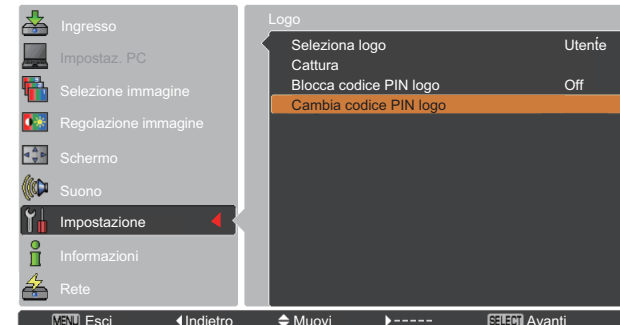 Ingresso
Impostaz. PC
Selezione immagine
Regolazione immagine
Schermo
Suono
Impostazione
Informazioni
Rete
Logo
Seleziona logo Utente
Cattura
Blocca codice PIN logo Off
Cambia codice PIN logo
MENU Esci Indietro Muovi ----- SELECT Avanti